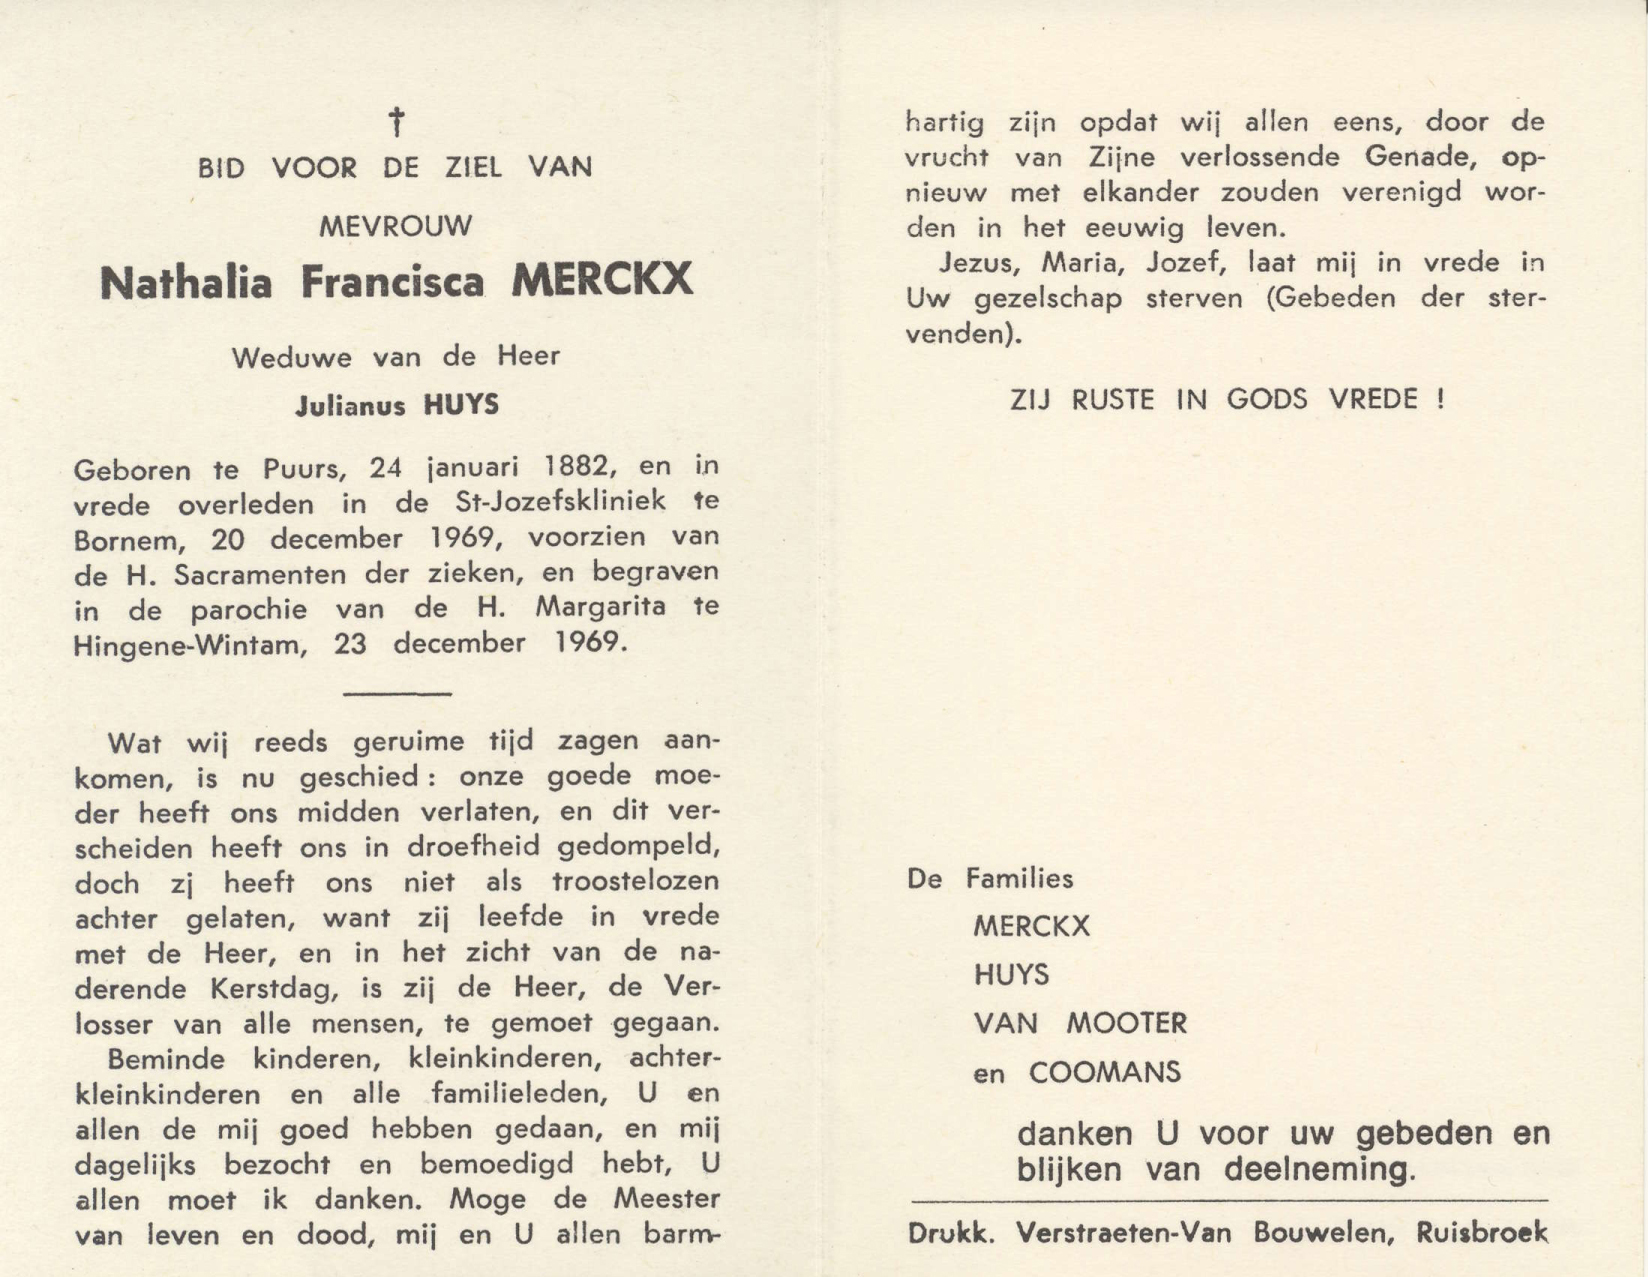 †
BID VOOR DE ZIEL VAN
MEVROUW
Nathalia Francisca MERCKX
Weduwe van de Heer
Julianus HUYS
Geboren te Puurs, 24 januari 1882, en in
vrede overleden in de St-Jozefskliniek te
Bornem, 20 december 1969, voorzien van
de H. Sacramenten der zieken, en begraven
in de parochie van de H. Margarita te
Hingene-Wintam, 23 december 1969.
Wat wij reeds geruime tijd zagen aan-
komen, is nu geschied : onze goede moe-
der heeft ons midden verlaten, en dit ver-
scheiden heeft ons in droefheid gedompeld,
doch zj heeft ons niet als troostelozen
achter gelaten, want zij leefde in vrede
met de Heer, en in het zicht van de na-
derende Kerstdag, is zij de Heer, de Ver-
losser van alle mensen, te gemoet gegaan.
Beminde kinderen, kleinkinderen, achter-
kleinkinderen en alle familieleden, U en
allen de mij goed hebben gedaan, en mij
dagelijks bezocht en bemoedigd hebt, U
allen moet ik danken. Moge de Meester
van leven en dood, mij en U allen barm-
hartig zijn opdat wij allen eens, door de
vrucht van Zijne verlossende Genade, op-
nieuw met elkander zouden verenigd wor-
den in het eeuwig leven.
Jezus, Maria, Jozef, laat mij in vrede in
Uw gezelschap sterven (Gebeden der ster-
venden).
ZIJ RUSTE IN GODS VREDE !
De Families
MERCKX
HUYS
VAN MOOTER
en COOMANS
danken U voor uw gebeden en
blijken van deelneming.
Drukk. Verstraeten-Van Bouwelen, Ruisbroek